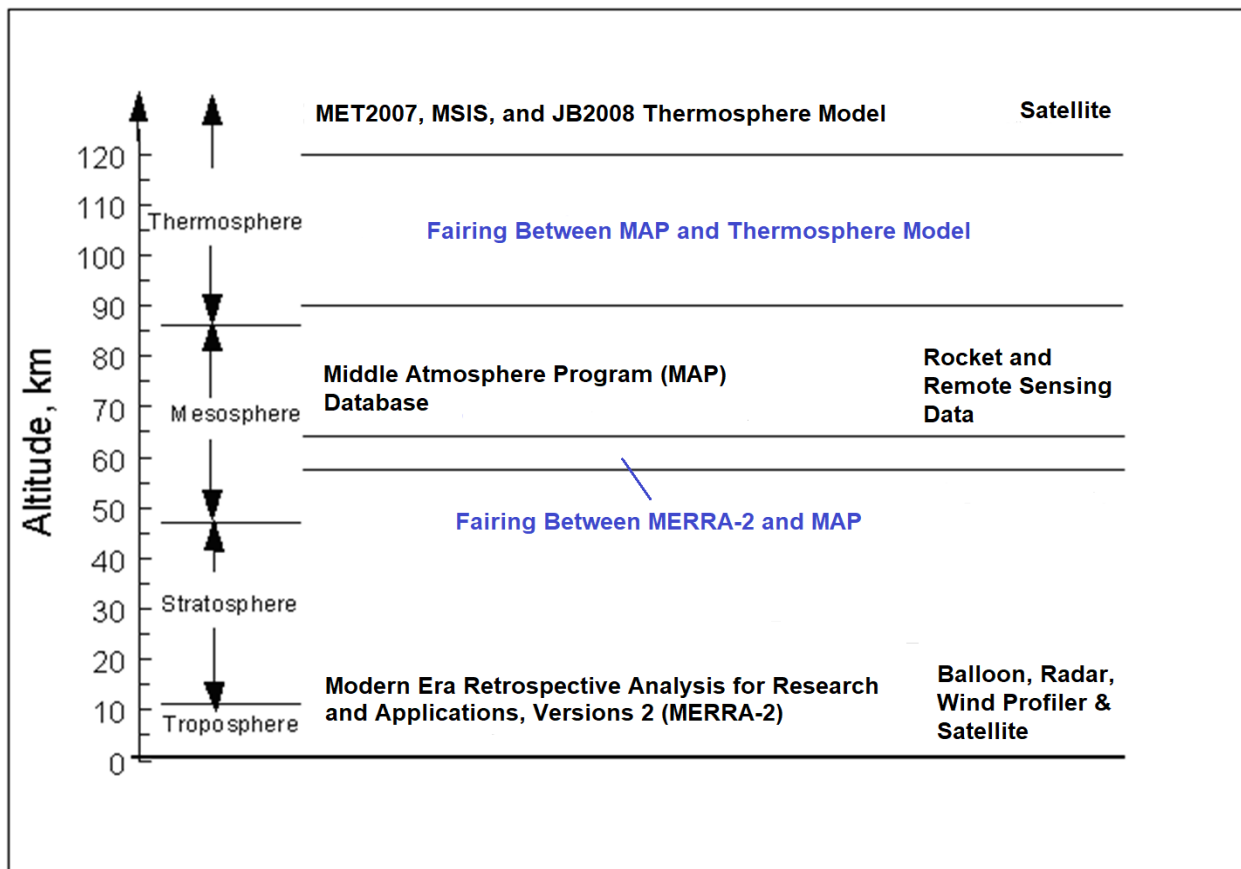 MET2007, MSIS, and JB2008 Thermosphere Model
Satellite
120
110
Thermosphere
Fairing Between MAP and Thermosphere Model
100
90
80
Middle Atmosphere Program (MAP)
Database
Rocket and
Remote Sensing
Data
70
Mesosphere
60
50
Fairing Between MERRA-2 and MAP
40
Stratosphere
30
20
Modern Era Retrospective Analysis for Research
and Applications, Versions 2 (MERRA-2)
Balloon, Radar,
Wind Profiler &
Satellite
10
Troposphere
0
Altitude, km